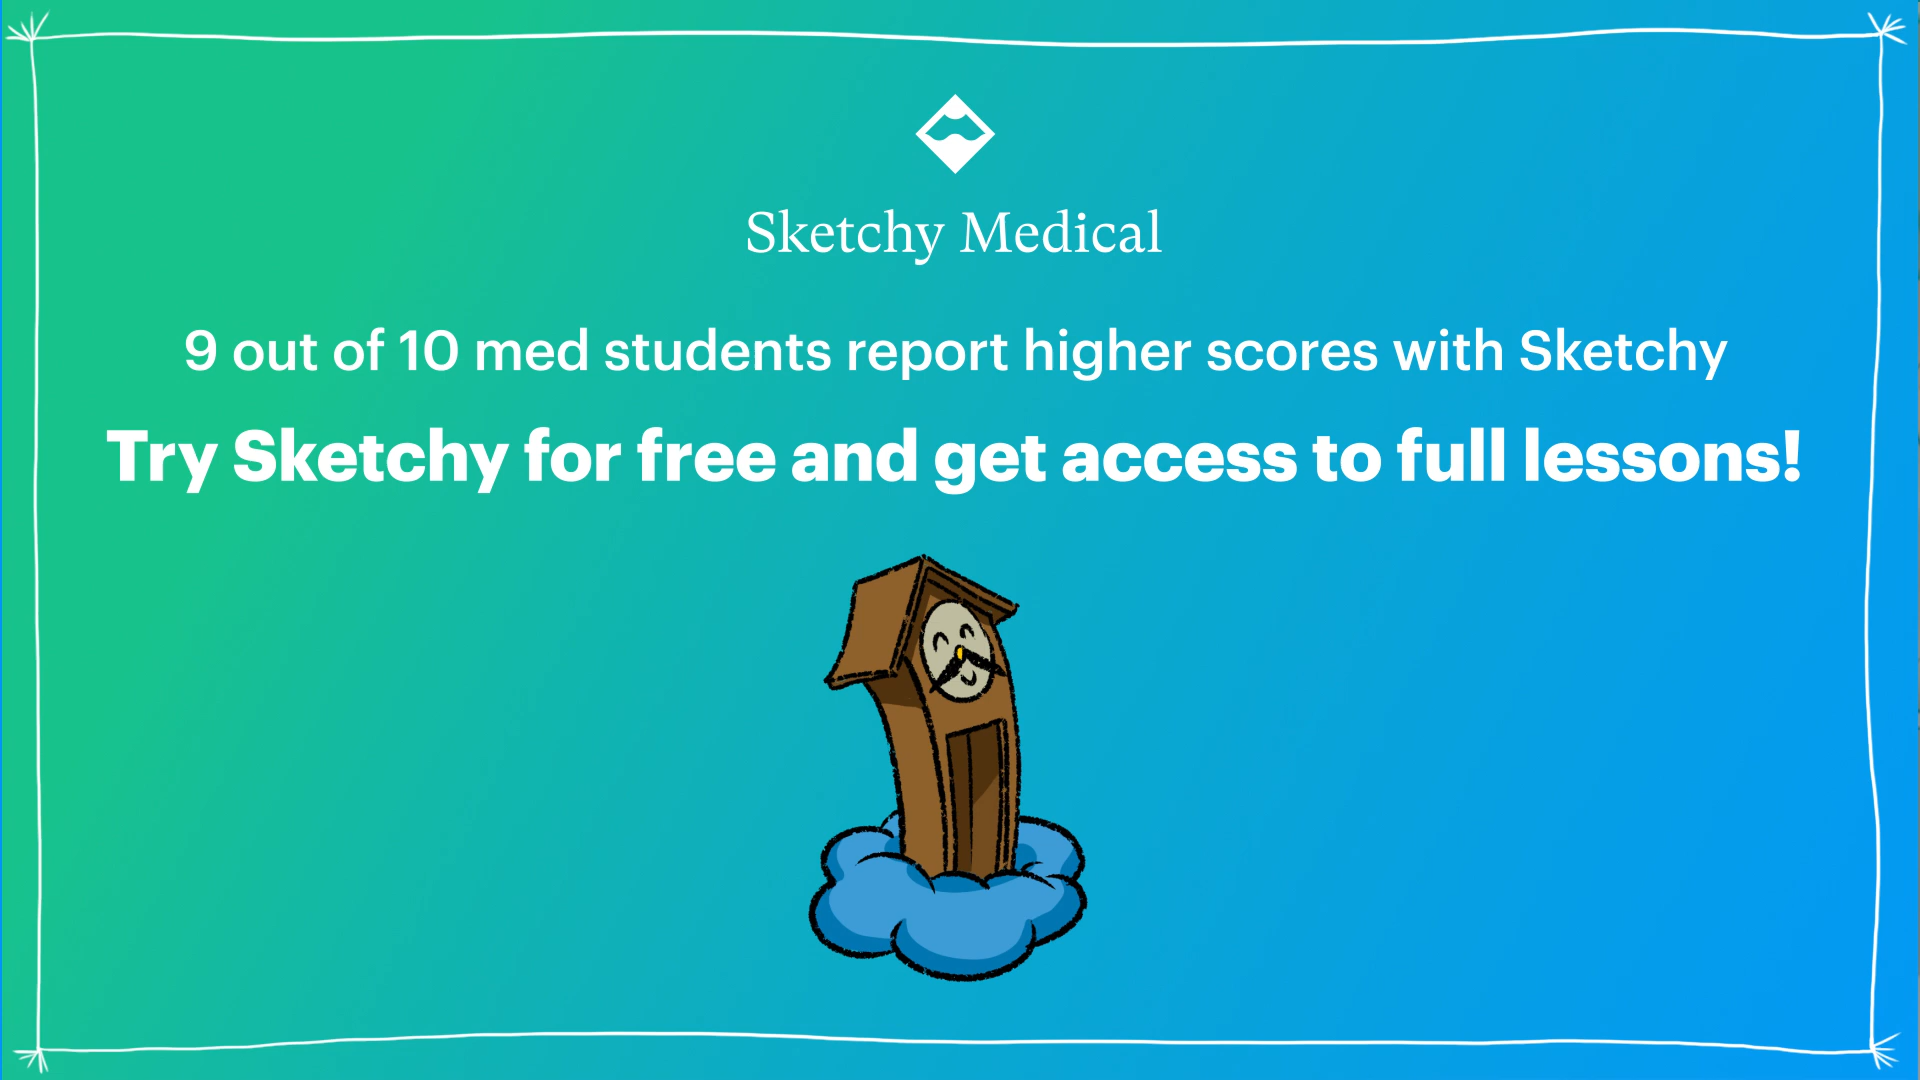 Sketchy Medical
9 out of 10 med students report higher scores with Sketchy
Try Sketchy for free and get access to full lessons!